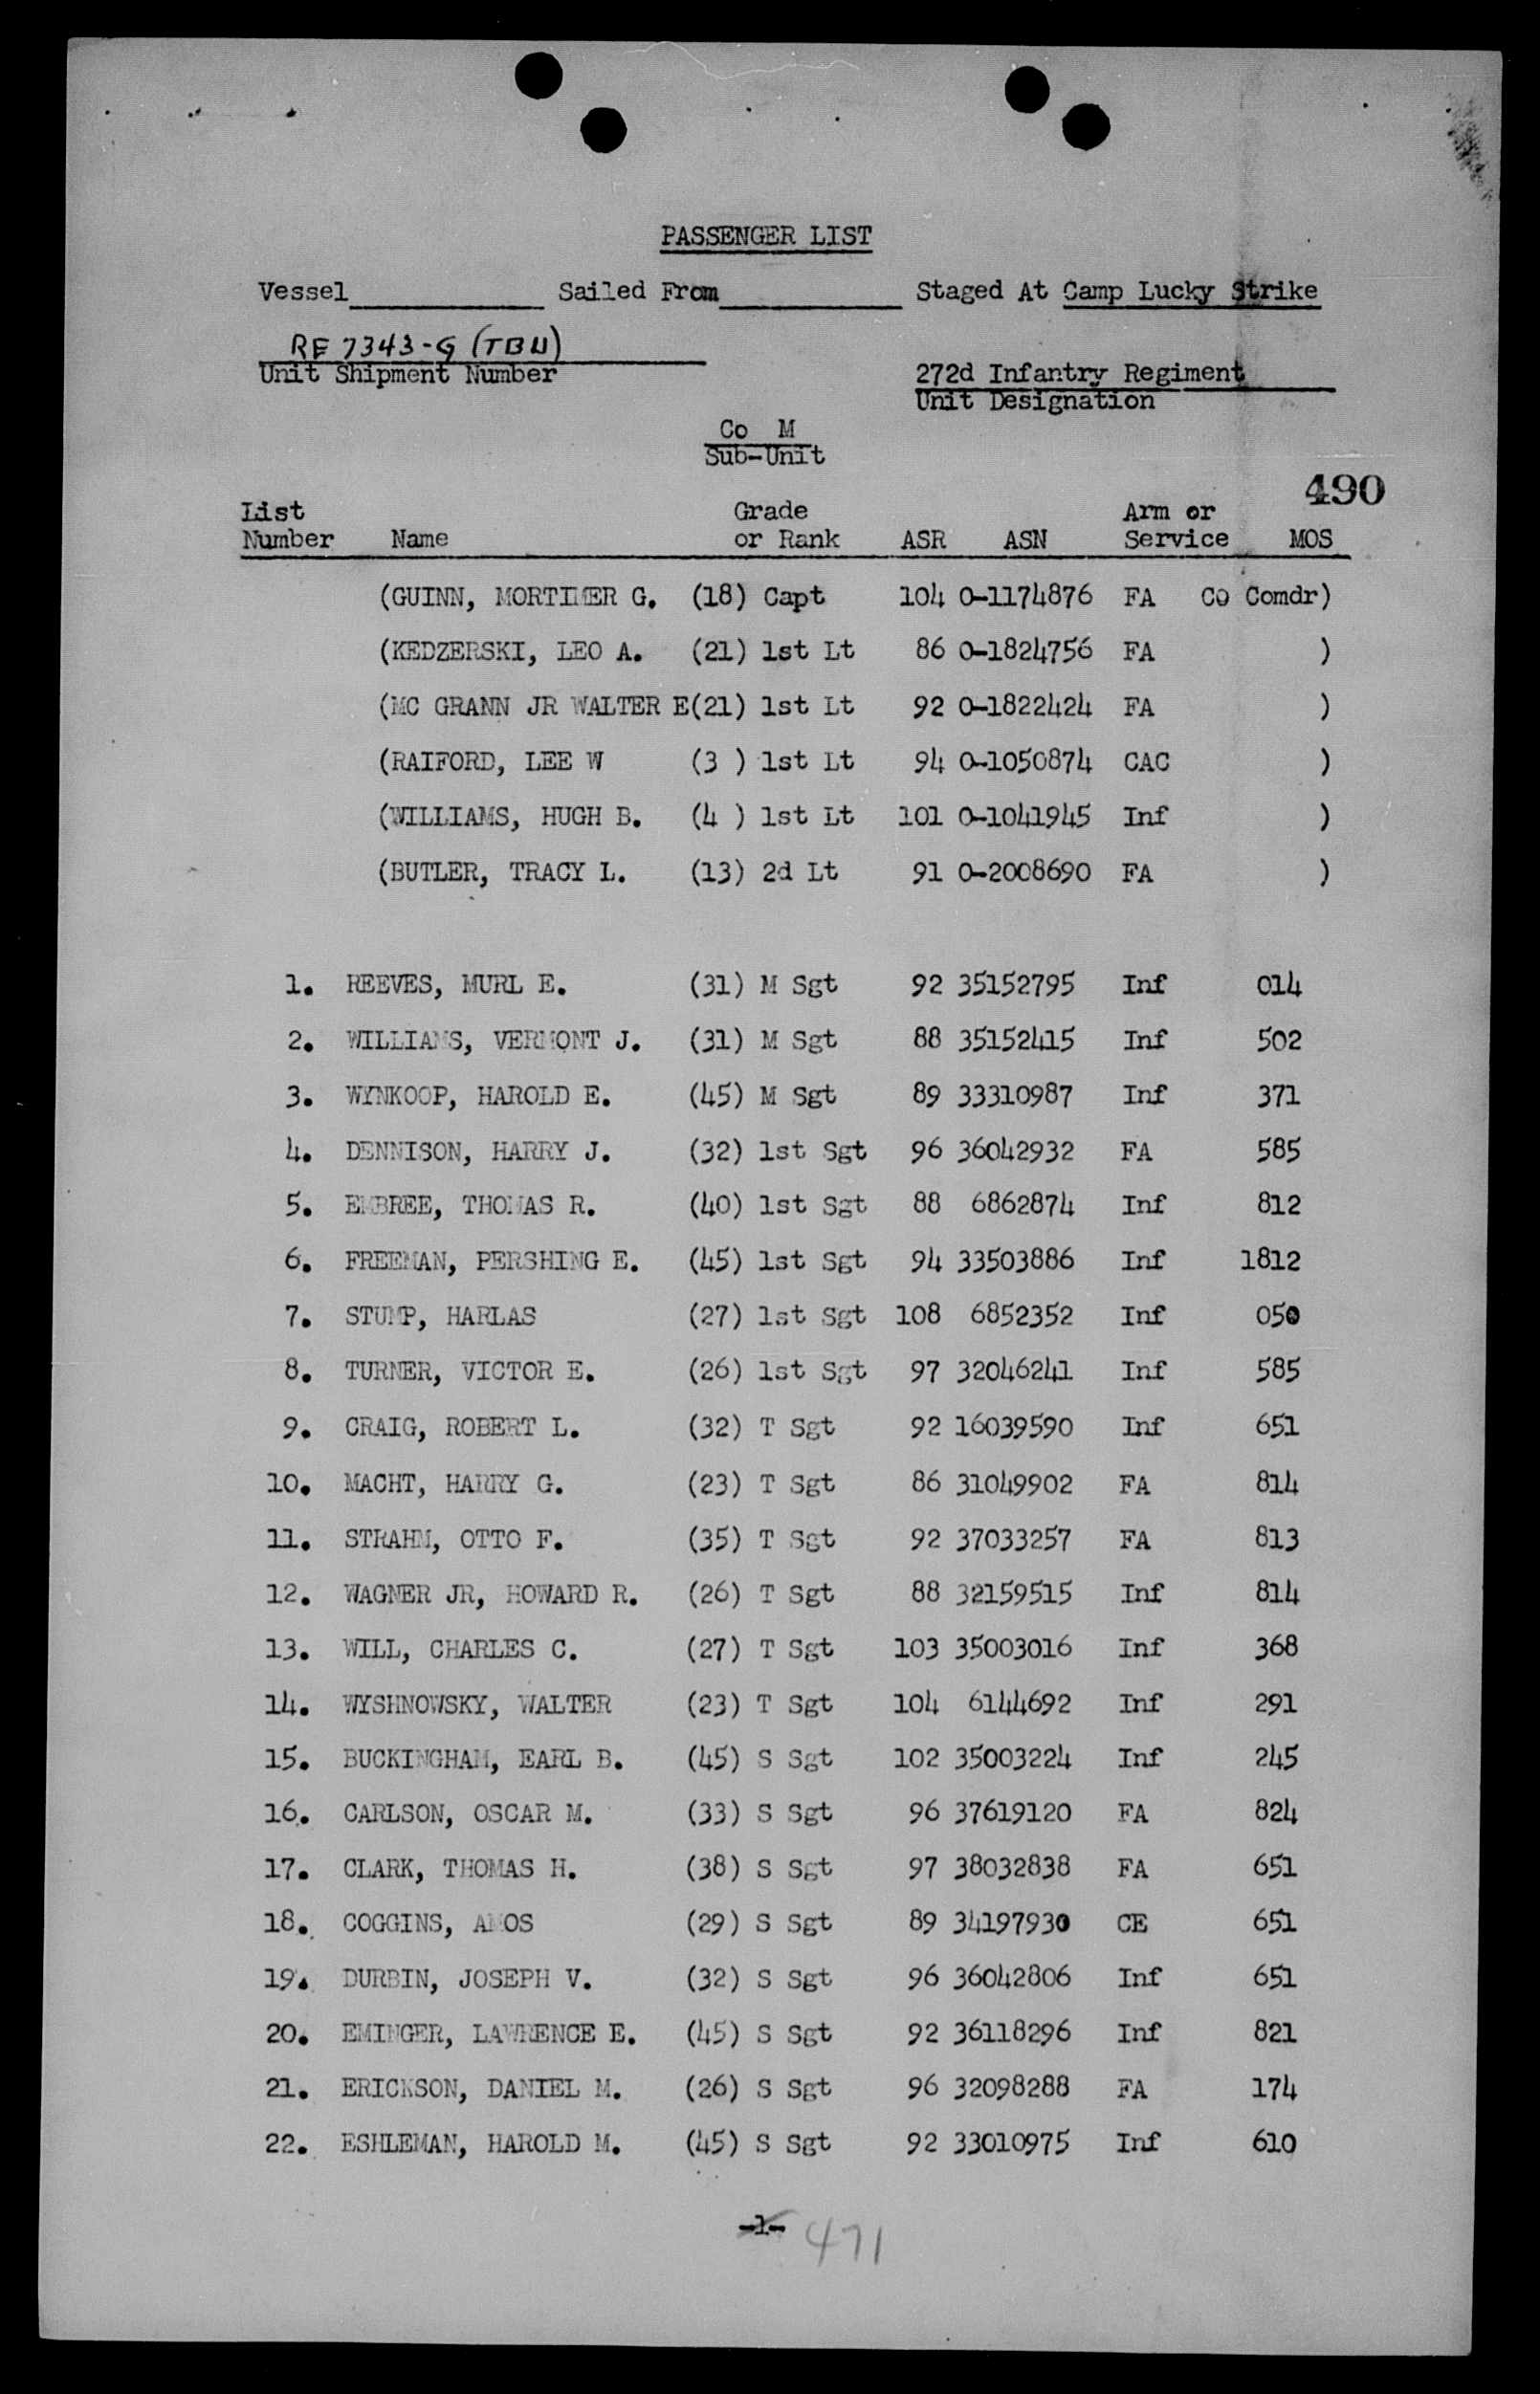 PASSENGER LIST
Vessel Sailed From Staged At Camp Lucky Strike
RE 7343-G (TBU)
Unit Shipment Number
272d Infantry Regiment
Unit Designation
Co M
Sub-Unit
490
List Grade Arm or
Number Name or Rank ASR ASN Service MOS
(GUINN, MORTIMER G. (18) Capt 104 O-1174876 FA CO Comdr)
(KEDZERSKI, LEO A. (21) 1st Lt 86 O-1824756 FA )
(MC GRANN JR WALTER E(21) 1st Lt 92 O-1822424 FA )
(RAIFORD, LEE W (3 ) 1st Lt 94 O-1050874 CAC )
(WILLIAMS, HUGH B. (4 ) 1st Lt 101 O-1041945 Inf )
(BUTLER, TRACY L. (13) 2d Lt 91 O-2008690 FA )
1. REEVES, MURL E. (31) M Sgt 92 35152795 Inf 014
2. WILLIAMS, VERMONT J. (31) M Sgt 88 35152415 Inf 502
3. WYNKOOP, HAROLD E. (45) M Sgt 89 33310987 Inf 371
4. DENNISON, HARRY J. (32) 1st Sgt 96 36042932 FA 585
5. EMBREE, THOMAS R. (40) 1st Sgt 88 6862874 Inf 812
6. FREEMAN, PERSHING E. (45) 1st Sgt 94 33503886 Inf 1812
7. STUMP, HARLAS (27) 1st Sgt 108 6852352 Inf 050
8. TURNER, VICTOR E. (26) 1st Sgt 97 32046241 Inf 585
9. CRAIG, ROBERT L. (32) T Sgt 92 16039590 Inf 651
10. MACHT, HARRY G. (23) T Sgt 86 31049902 FA 814
11. STRAHM, OTTO F. (35) T Sgt 92 37033257 FA 813
12. WAGNER JR, HOWARD R. (26) T Sgt 88 32159515 Inf 814
13. WILL, CHARLES C. (27) T Sgt 103 35003016 Inf 368
14. WYSHNOWSKY, WALTER (23) T Sgt 104 6144692 Inf 291
15. BUCKINGHAM, EARL B. (45) S Sgt 102 35003224 Inf 245
16. CARLSON, OSCAR M. (33) S Sgt 96 37619120 FA 824
17. CLARK, THOMAS H. (38) S Sgt 97 38032838 FA 651
18. COGGINS, AMOS (29) S Sgt 89 34197930 CE 651
19. DURBIN, JOSEPH V. (32) S Sgt 96 36042806 Inf 651
20. EMINGER, LAWRENCE E. (45) S Sgt 92 36118296 Inf 821
21. ERICKSON, DANIEL M. (26) S Sgt 96 32098288 FA 174
22. ESHLEMAN, HAROLD M. (45) S Sgt 92 33010975 Inf 610
-1- 471